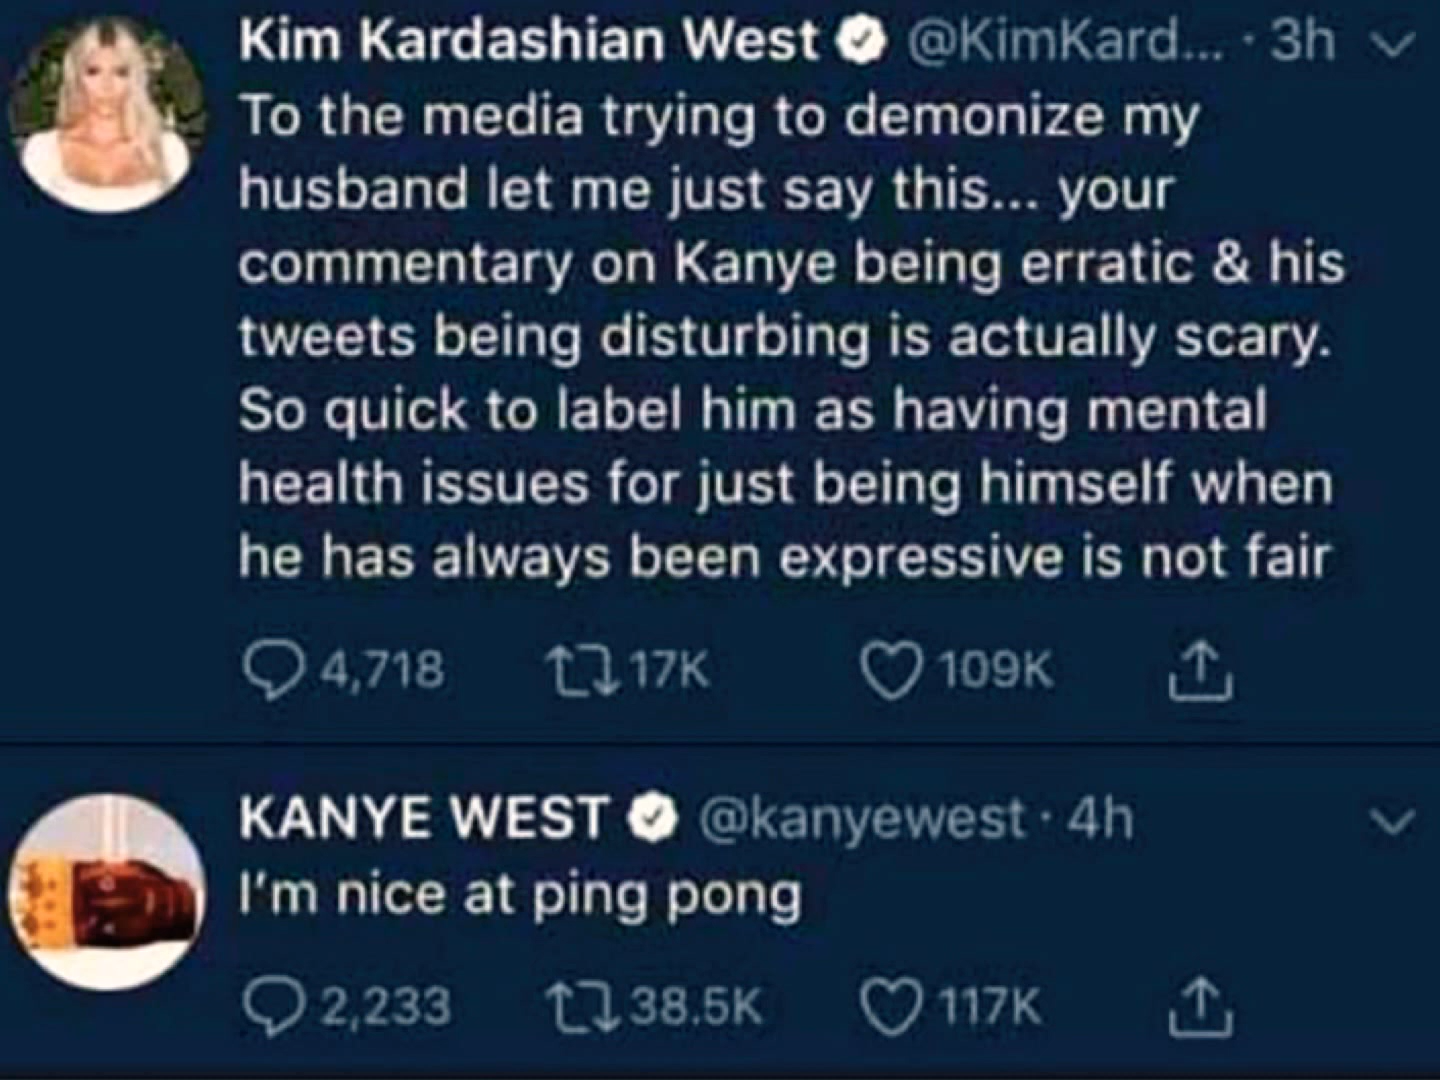 Kim Kardashian West @KimKard... · 3h
To the media trying to demonize my
husband let me just say this... your
commentary on Kanye being erratic & his
tweets being disturbing is actually scary.
So quick to label him as having mental
health issues for just being himself when
he has always been expressive is not fair
4,718 17K 109K
KANYE WEST @kanyewest · 4h
I'm nice at ping pong
2,233 38.5K 117K